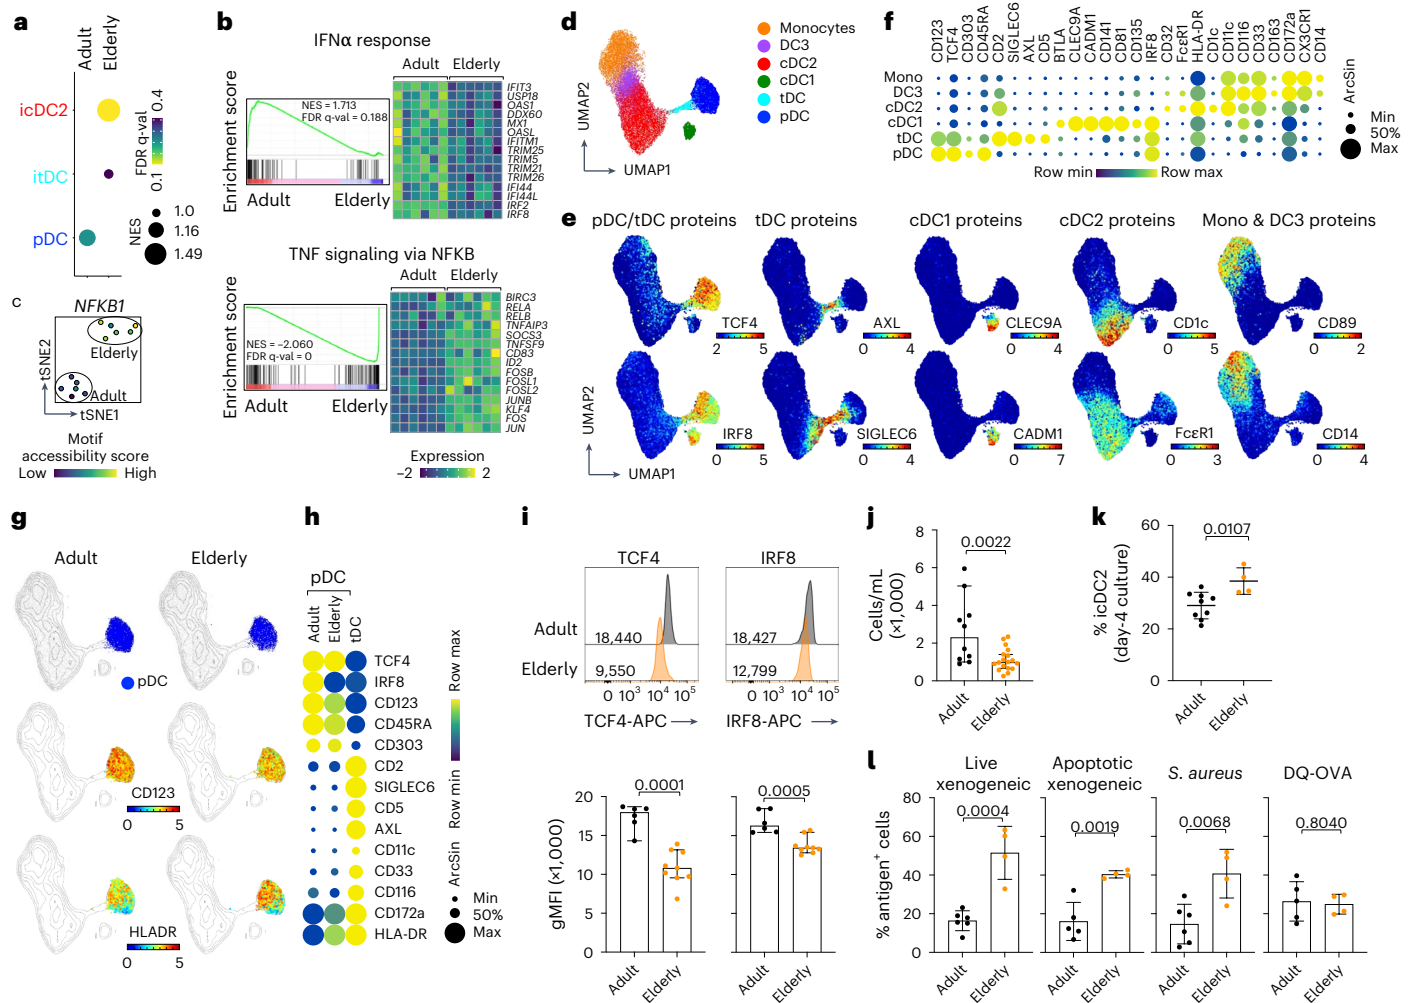 a
Adult
Elderly
icDC2
itDC
pDC
FDR q-val
0.1
0.4
NES
1.0
1.16
1.49
b
IFNα response
Enrichment score
NES = 1.713
FDR q-val = 0.188
Adult
Elderly
Adult
Elderly
IFIT3
USP18
OAS1
DDX60
MX1
OASL
IFITM1
TRIM25
TRIM5
TRIM21
TRIM26
IFI44
IFI44L
IRF2
IRF8
TNF signaling via NFKB
Enrichment score
NES = −2.060
FDR q-val = 0
Adult
Elderly
Adult
Elderly
BIRC3
RELA
RELB
TNFAIP3
SOCS3
TNFSF9
CD83
ID2
FOSB
FOSL1
FOSL2
JUNB
KLF4
FOS
JUN
Expression
−2
2
c
NFKB1
Elderly
Adult
tSNE2
tSNE1
Motif
accessibility score
Low
High
d
UMAP2
UMAP1
Monocytes
DC3
cDC2
cDC1
tDC
pDC
e
pDC/tDC proteins
tDC proteins
cDC1 proteins
cDC2 proteins
Mono & DC3 proteins
TCF4
2 5
AXL
0 4
CLEC9A
0 4
CD1c
0 5
CD89
0 2
IRF8
0 5
SIGLEC6
0 4
CADM1
0 7
FcεR1
0 3
CD14
0 4
UMAP2
UMAP1
f
CD123
TCF4
CD303
CD45RA
CD2
SIGLEC6
AXL
CD5
BTLA
CLEC9A
CADM1
CD141
CD81
CD135
IRF8
CD32
FcεR1
HLA-DR
CD1c
CD11c
CD116
CD33
CD163
CD172a
CX3CR1
CD14
Mono
DC3
cDC2
cDC1
tDC
pDC
Row min
Row max
ArcSin
Min
50%
Max
g
Adult
Elderly
pDC
CD123
0 5
HLADR
0 5
h
pDC
Adult
Elderly
tDC
TCF4
IRF8
CD123
CD45RA
CD303
CD2
SIGLEC6
CD5
AXL
CD11c
CD33
CD116
CD172a
HLA-DR
Row max
Row min
ArcSin
Min
50%
Max
i
TCF4
IRF8
Adult
Elderly
18,440
9,550
18,427
12,799
0 10³ 10⁴ 10⁵
0 10³ 10⁴ 10⁵
TCF4-APC
IRF8-APC
gMFI (×1,000)
20
15
10
5
0
0.0001
0.0005
Adult
Elderly
Adult
Elderly
j
Cells/mL
(×1,000)
8
6
4
2
0
0.0022
Adult
Elderly
k
% icDC2
(day-4 culture)
60
40
20
0
0.0107
Adult
Elderly
l
Live
xenogeneic
Apoptotic
xenogeneic
S. aureus
DQ-OVA
% antigen⁺ cells
80
60
40
20
0
0.0004
0.0019
0.0068
0.8040
Adult
Elderly
Adult
Elderly
Adult
Elderly
Adult
Elderly